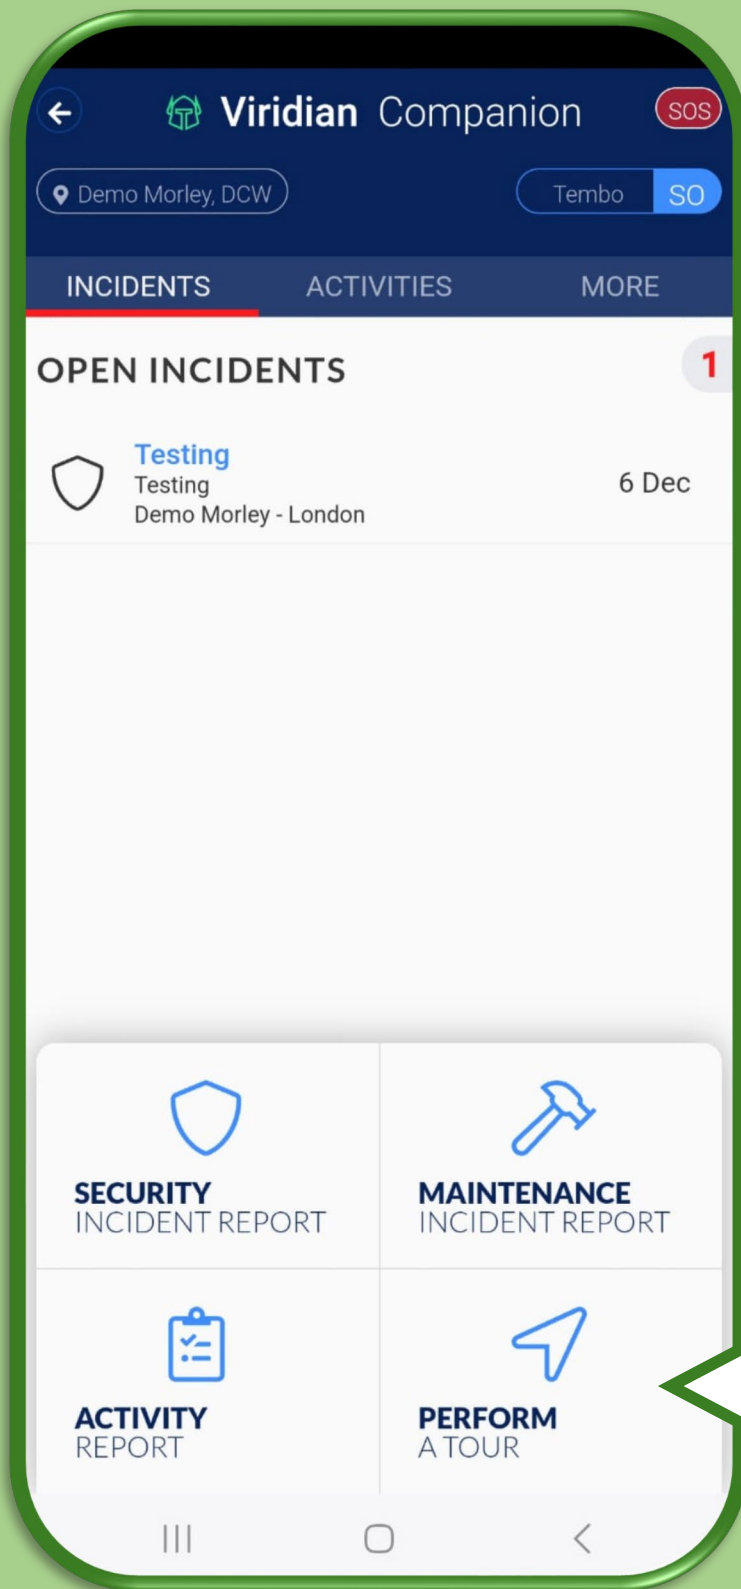 Viridian Companion
SOS
Demo Morley, DCW
Tembo SO
INCIDENTS ACTIVITIES MORE
OPEN INCIDENTS 1
Testing
Testing
6 Dec
Demo Morley - London
SECURITY
INCIDENT REPORT
MAINTENANCE
INCIDENT REPORT
ACTIVITY
REPORT
PERFORM
A TOUR